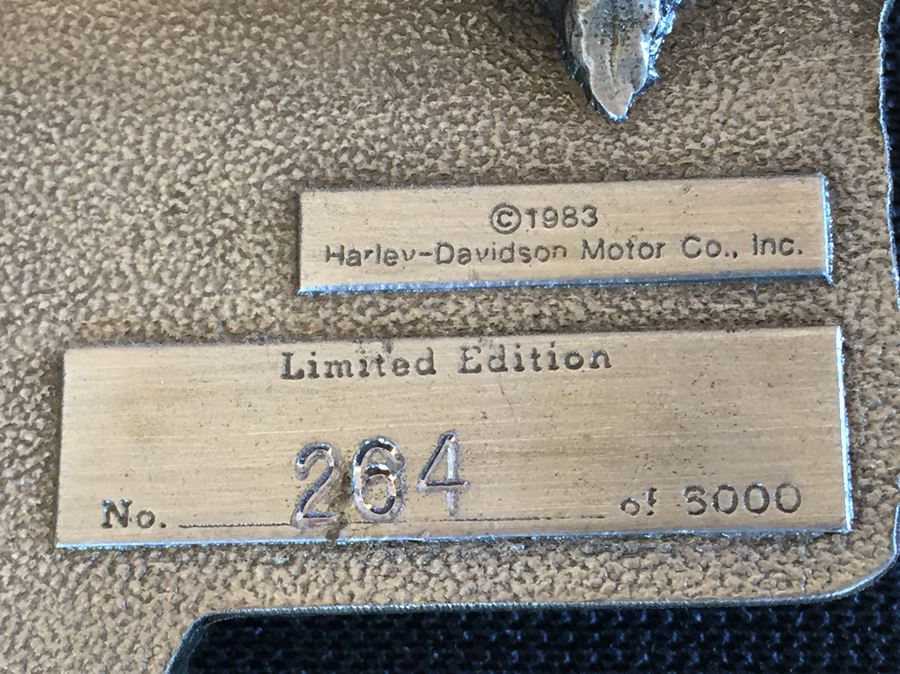 ©1983
Harley-Davidson Motor Co., Inc.
Limited Edition
No. 264 of 3000